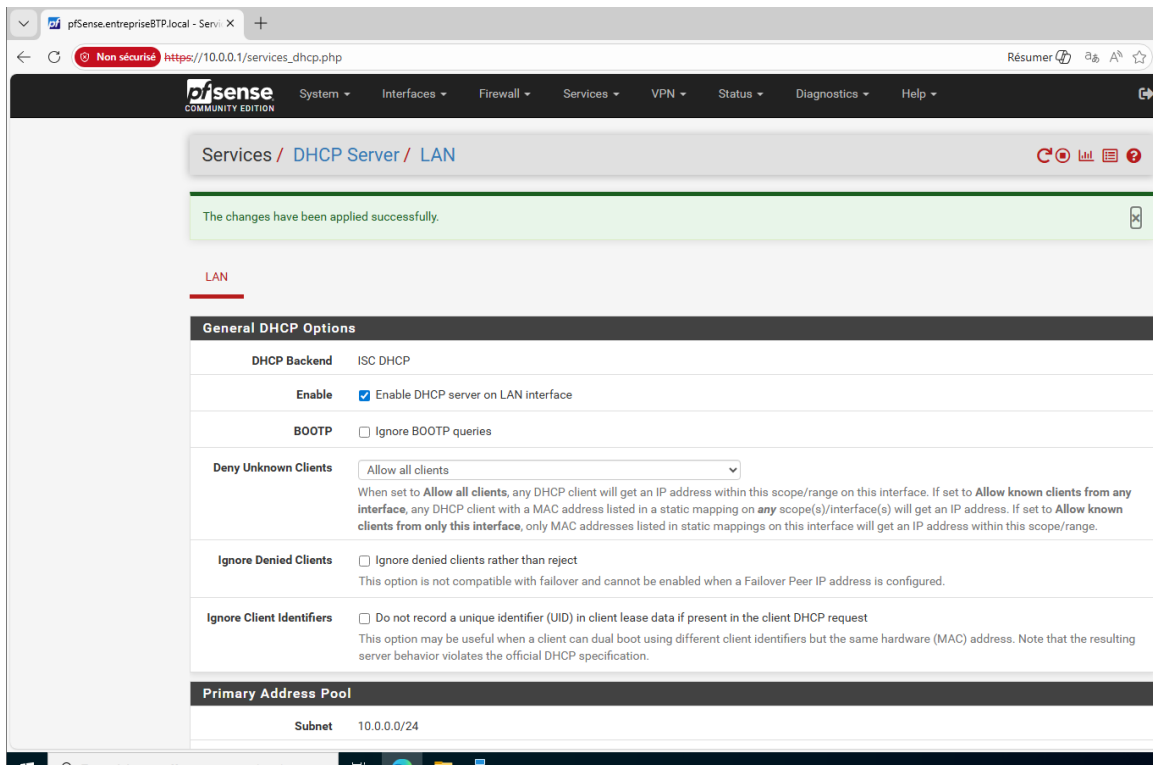 pfSense.entrepriseBTP.local - Servi
Non sécurisé https://10.0.0.1/services_dhcp.php
Résumer
pfsense
COMMUNITY EDITION
System
Interfaces
Firewall
Services
VPN
Status
Diagnostics
Help
Services / DHCP Server / LAN
The changes have been applied successfully.
LAN
General DHCP Options
DHCP Backend ISC DHCP
Enable Enable DHCP server on LAN interface
BOOTP Ignore BOOTP queries
Deny Unknown Clients Allow all clients
When set to Allow all clients, any DHCP client will get an IP address within this scope/range on this interface. If set to Allow known clients from any
interface, any DHCP client with a MAC address listed in a static mapping on any scope(s)/interface(s) will get an IP address. If set to Allow known
clients from only this interface, only MAC addresses listed in static mappings on this interface will get an IP address within this scope/range.
Ignore Denied Clients Ignore denied clients rather than reject
This option is not compatible with failover and cannot be enabled when a Failover Peer IP address is configured.
Ignore Client Identifiers Do not record a unique identifier (UID) in client lease data if present in the client DHCP request
This option may be useful when a client can dual boot using different client identifiers but the same hardware (MAC) address. Note that the resulting
server behavior violates the official DHCP specification.
Primary Address Pool
Subnet 10.0.0.0/24